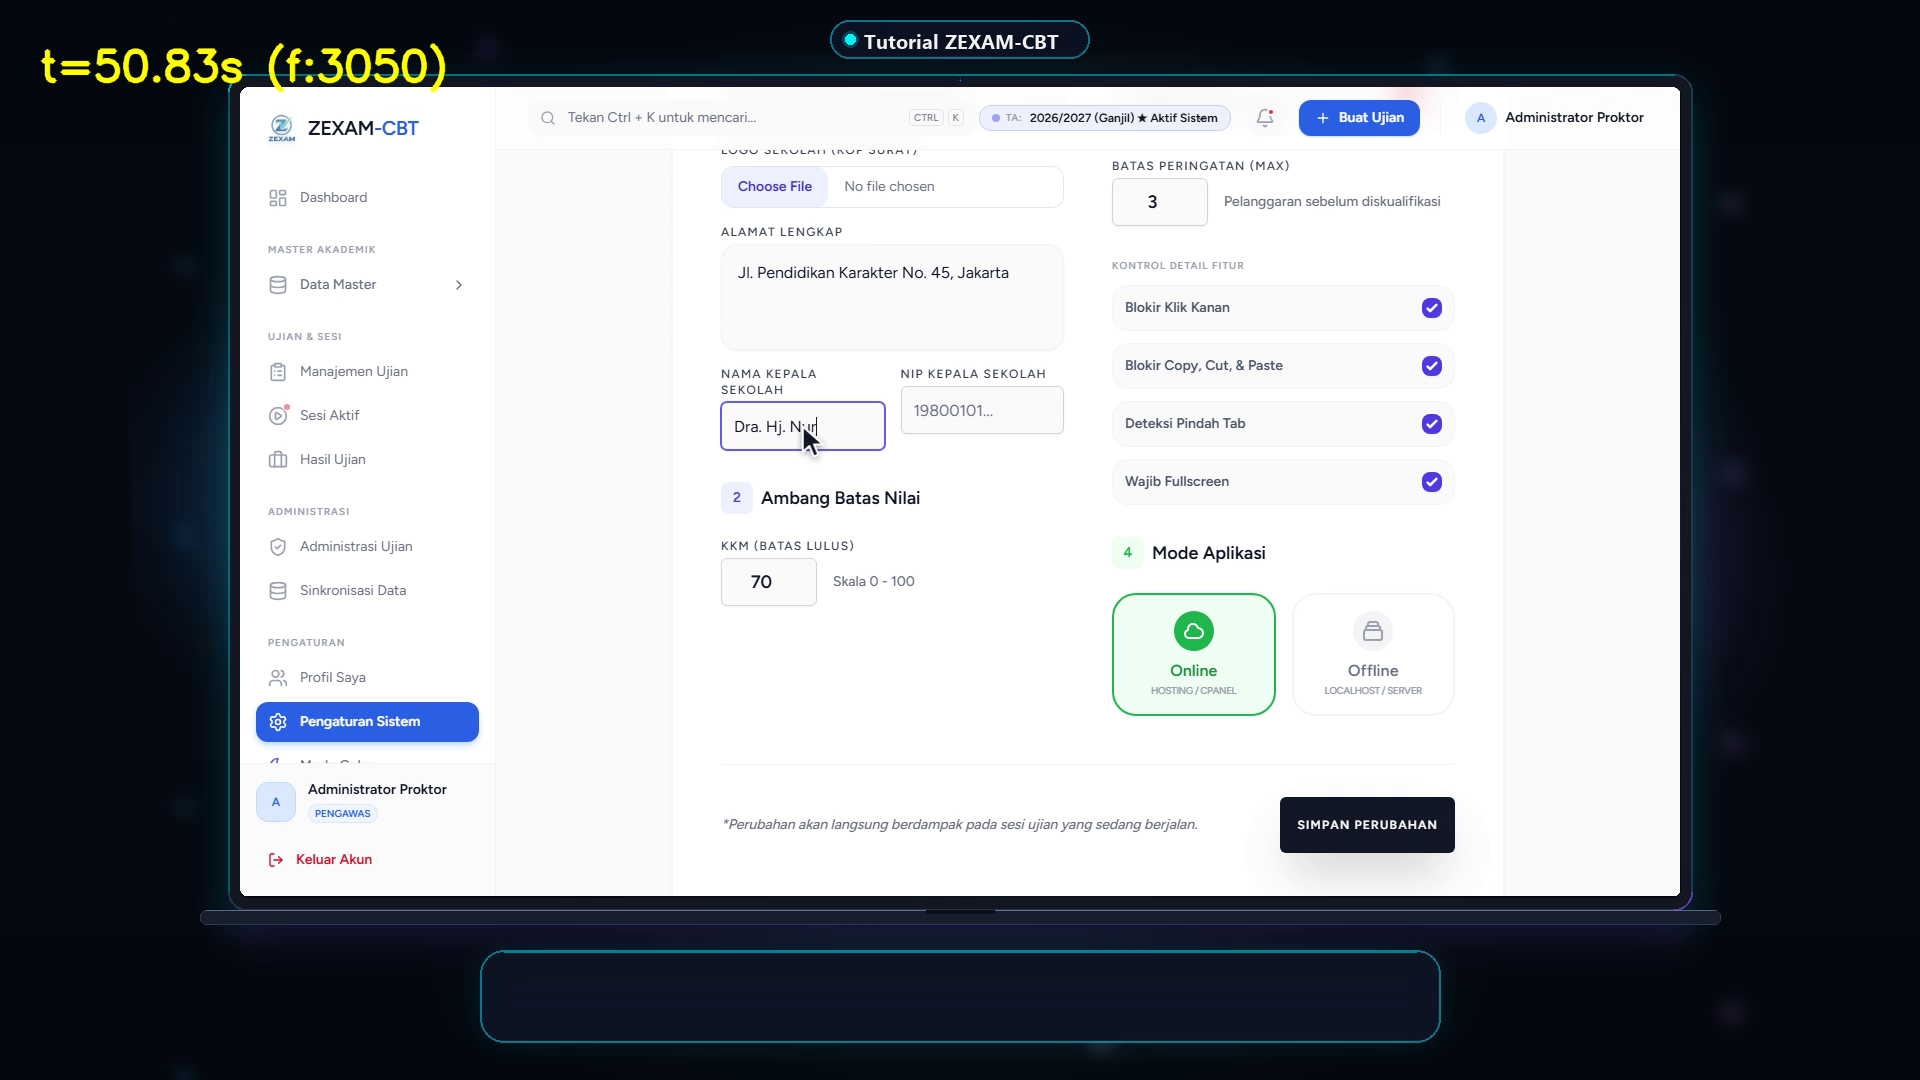 Tutorial ZEXAM-CBT
t=50.83s (f:3050)
ZEXAM
ZEXAM-CBT
Tekan Ctrl + K untuk mencari...
CTRL
K
TA: 2026/2027 (Ganjil) ★ Aktif Sistem
+ Buat Ujian
A
Administrator Proktor
Dashboard
MASTER AKADEMIK
Data Master
UJIAN & SESI
Manajemen Ujian
Sesi Aktif
Hasil Ujian
ADMINISTRASI
Administrasi Ujian
Sinkronisasi Data
PENGATURAN
Profil Saya
Pengaturan Sistem
A
Administrator Proktor
PENGAWAS
Keluar Akun
LOGO SEKOLAH (KOP SURAT)
Choose File
No file chosen
ALAMAT LENGKAP
Jl. Pendidikan Karakter No. 45, Jakarta
NAMA KEPALA
SEKOLAH
Dra. Hj. Nur
NIP KEPALA SEKOLAH
19800101...
2
Ambang Batas Nilai
KKM (BATAS LULUS)
70
Skala 0 - 100
BATAS PERINGATAN (MAX)
3
Pelanggaran sebelum diskualifikasi
KONTROL DETAIL FITUR
Blokir Klik Kanan
Blokir Copy, Cut, & Paste
Deteksi Pindah Tab
Wajib Fullscreen
4
Mode Aplikasi
Online
HOSTING / CPANEL
Offline
LOCALHOST / SERVER
*Perubahan akan langsung berdampak pada sesi ujian yang sedang berjalan.
SIMPAN PERUBAHAN